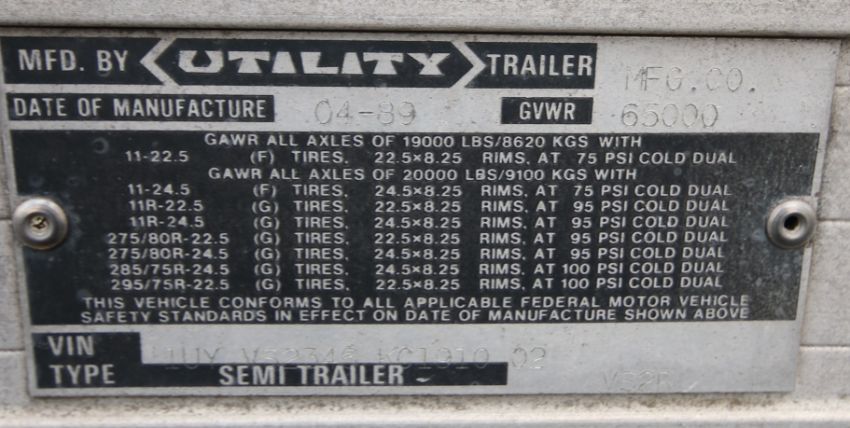 MFD. BY UTILITY TRAILER MFG.CO.
DATE OF MANUFACTURE 04-89 GVWR 65000
GAWR ALL AXLES OF 19000 LBS/8620 KGS WITH
11-22.5 (F) TIRES, 22.5×8.25 RIMS, AT 75 PSI COLD DUAL
GAWR ALL AXLES OF 20000 LBS/9100 KGS WITH
11-24.5 (F) TIRES, 24.5×8.25 RIMS, AT 75 PSI COLD DUAL
11R-22.5 (G) TIRES, 22.5×8.25 RIMS, AT 95 PSI COLD DUAL
11R-24.5 (G) TIRES, 24.5×8.25 RIMS, AT 95 PSI COLD DUAL
275/80R-22.5 (G) TIRES, 22.5×8.25 RIMS, AT 95 PSI COLD DUAL
275/80R-24.5 (G) TIRES, 24.5×8.25 RIMS, AT 95 PSI COLD DUAL
285/75R-24.5 (G) TIRES, 24.5×8.25 RIMS, AT 100 PSI COLD DUAL
295/75R-22.5 (G) TIRES, 22.5×8.25 RIMS, AT 100 PSI COLD DUAL
THIS VEHICLE CONFORMS TO ALL APPLICABLE FEDERAL MOTOR VEHICLE
SAFETY STANDARDS IN EFFECT ON DATE OF MANUFACTURE SHOWN ABOVE
VIN 1UY 02
TYPE SEMI TRAILER